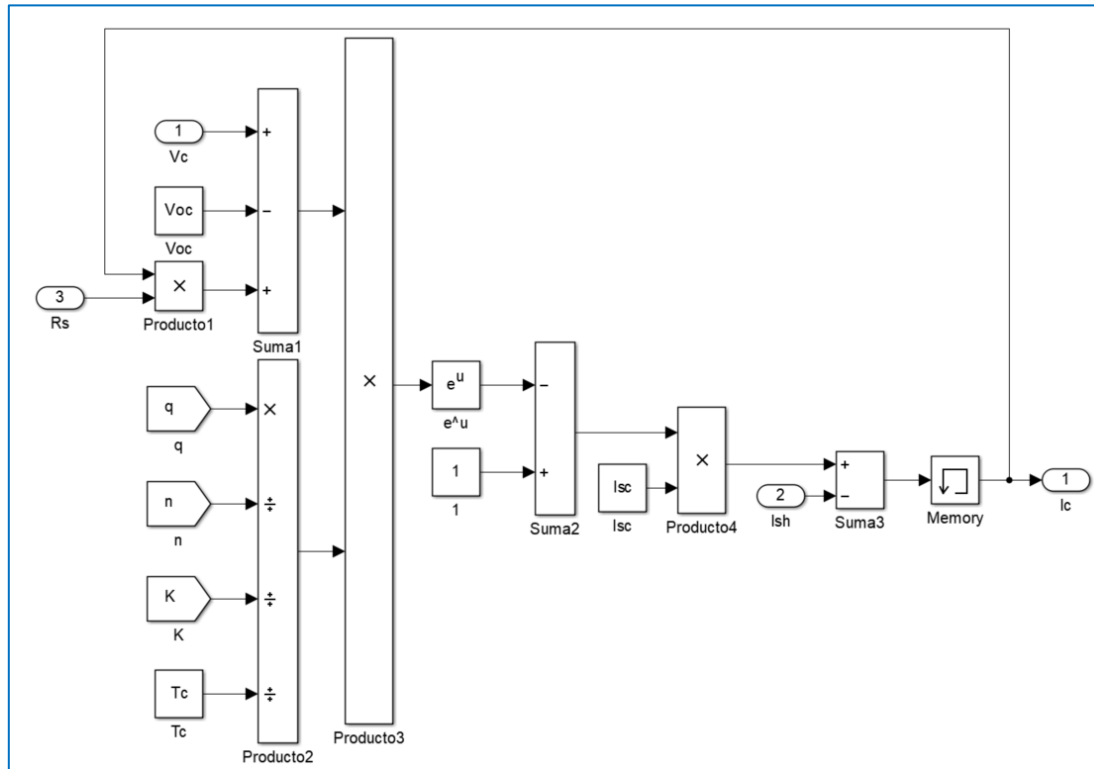 1
+
Vc
Voc
−
Voc
×
+
3
Rs
Producto1
Suma1
×
q
×
q
n
÷
n
K
÷
K
Tc
÷
Tc
Producto2
Producto3
e^u
−
e^u
1
+
1
Suma2
Isc
Isc
×
Producto4
2
Ish
+
−
Suma3
Memory
1
Ic